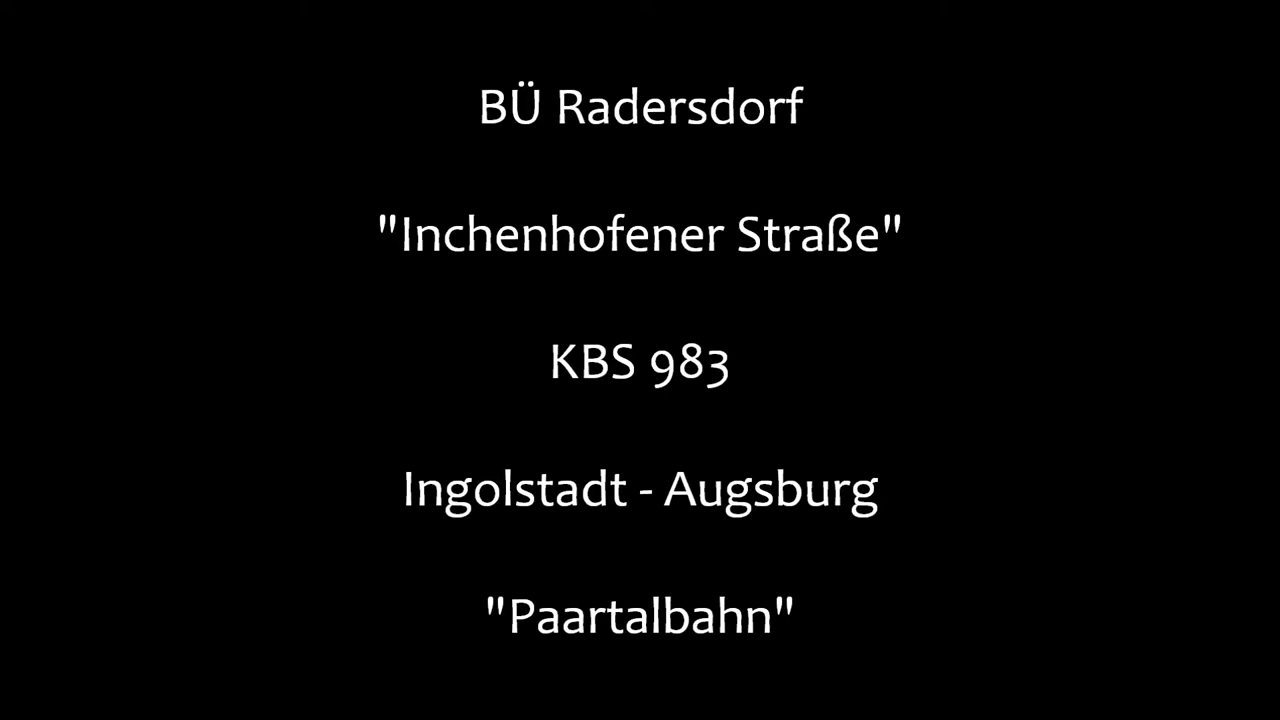 BÜ Radersdorf
"Inchenhofener Straße"
KBS 983
Ingolstadt - Augsburg
"Paartalbahn"